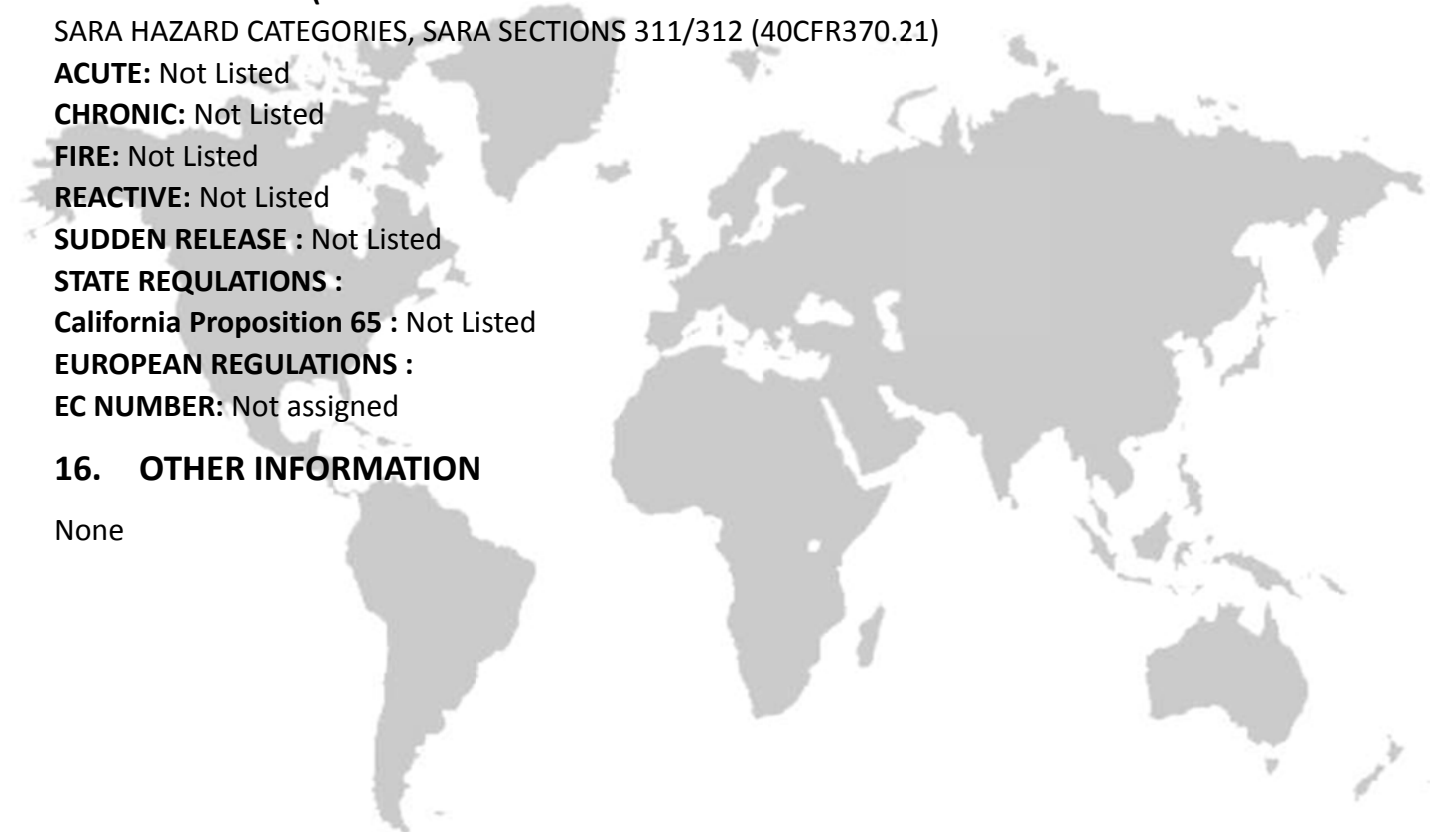 SARA HAZARD CATEGORIES, SARA SECTIONS 311/312 (40CFR370.21)
ACUTE: Not Listed
CHRONIC: Not Listed
FIRE: Not Listed
REACTIVE: Not Listed
SUDDEN RELEASE : Not Listed
STATE REQULATIONS :
California Proposition 65 : Not Listed
EUROPEAN REGULATIONS :
EC NUMBER: Not assigned
16. OTHER INFORMATION
None